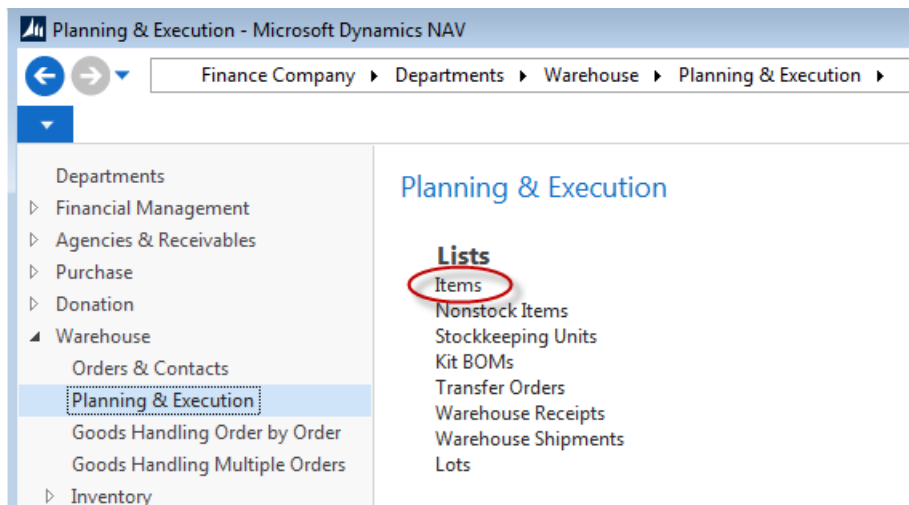 Planning & Execution - Microsoft Dynamics NAV
Finance Company Departments Warehouse Planning & Execution
Departments
Financial Management
Agencies & Receivables
Purchase
Donation
Warehouse
Orders & Contacts
Planning & Execution
Goods Handling Order by Order
Goods Handling Multiple Orders
Inventory
Planning & Execution
Lists
Items
Nonstock Items
Stockkeeping Units
Kit BOMs
Transfer Orders
Warehouse Receipts
Warehouse Shipments
Lots